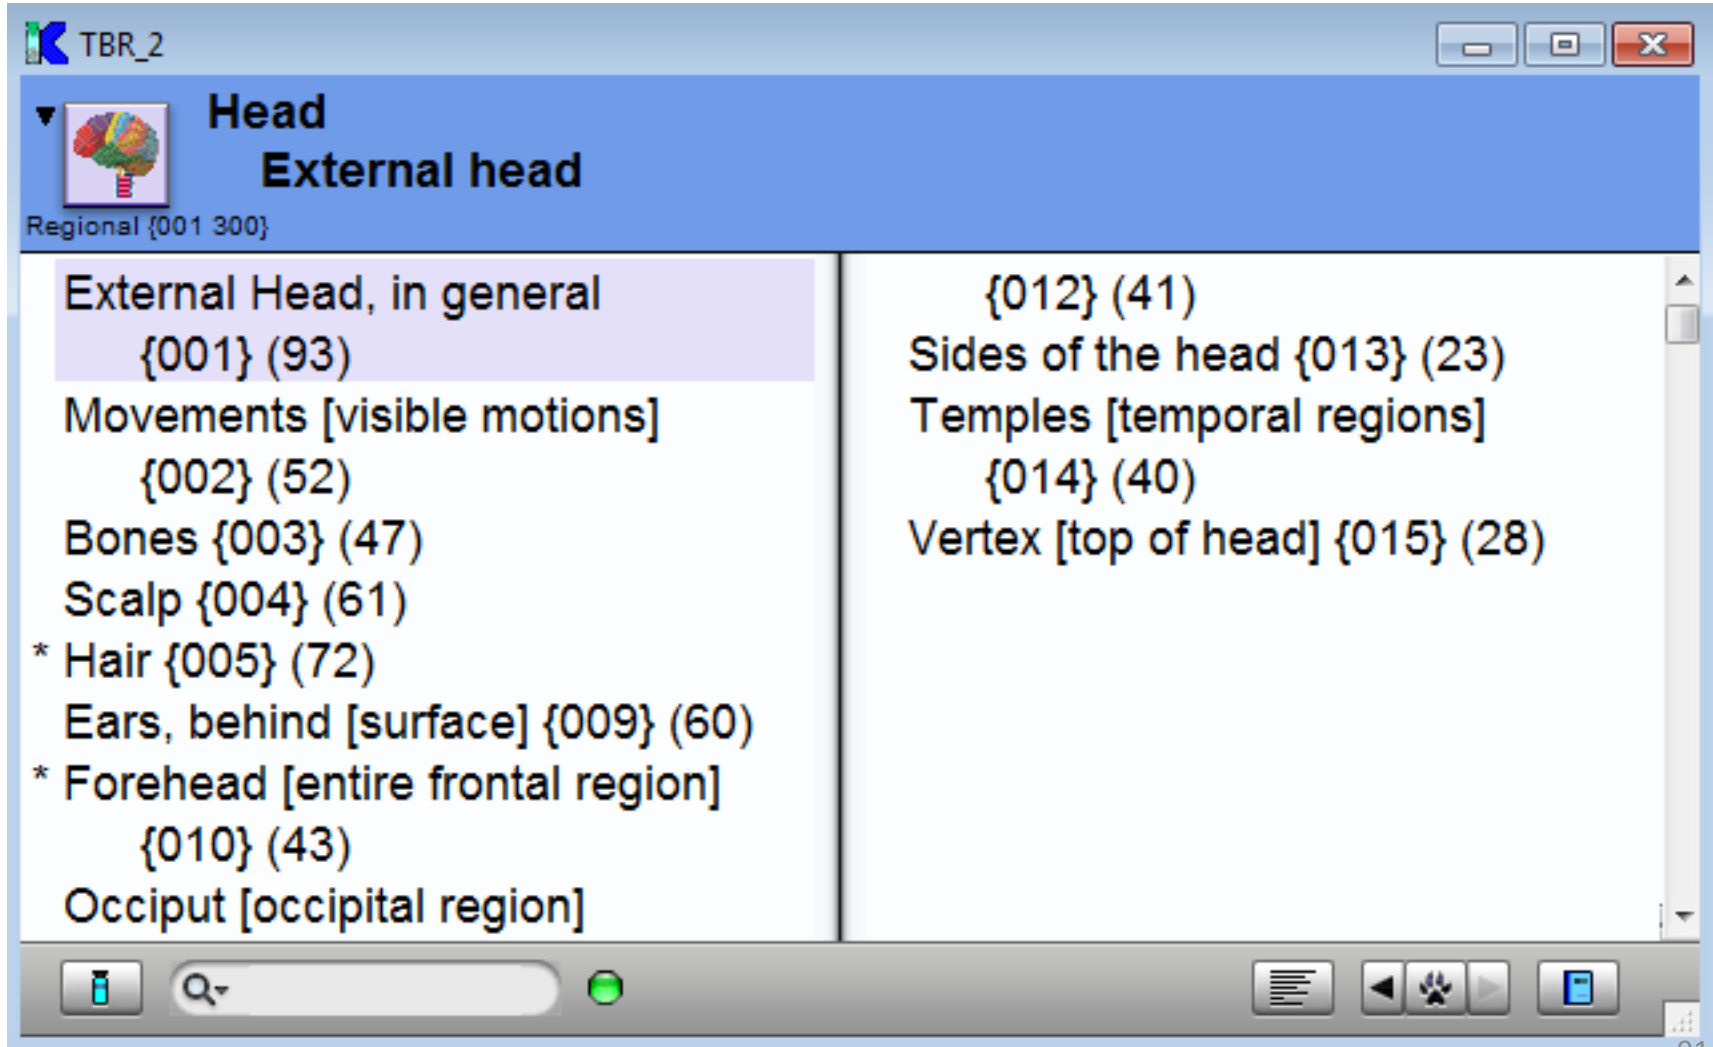 TBR_2
Head
External head
Regional {001 300}
External Head, in general
{001} (93)
Movements [visible motions]
{002} (52)
Bones {003} (47)
Scalp {004} (61)
* Hair {005} (72)
Ears, behind [surface] {009} (60)
* Forehead [entire frontal region]
{010} (43)
Occiput [occipital region]
{012} (41)
Sides of the head {013} (23)
Temples [temporal regions]
{014} (40)
Vertex [top of head] {015} (28)